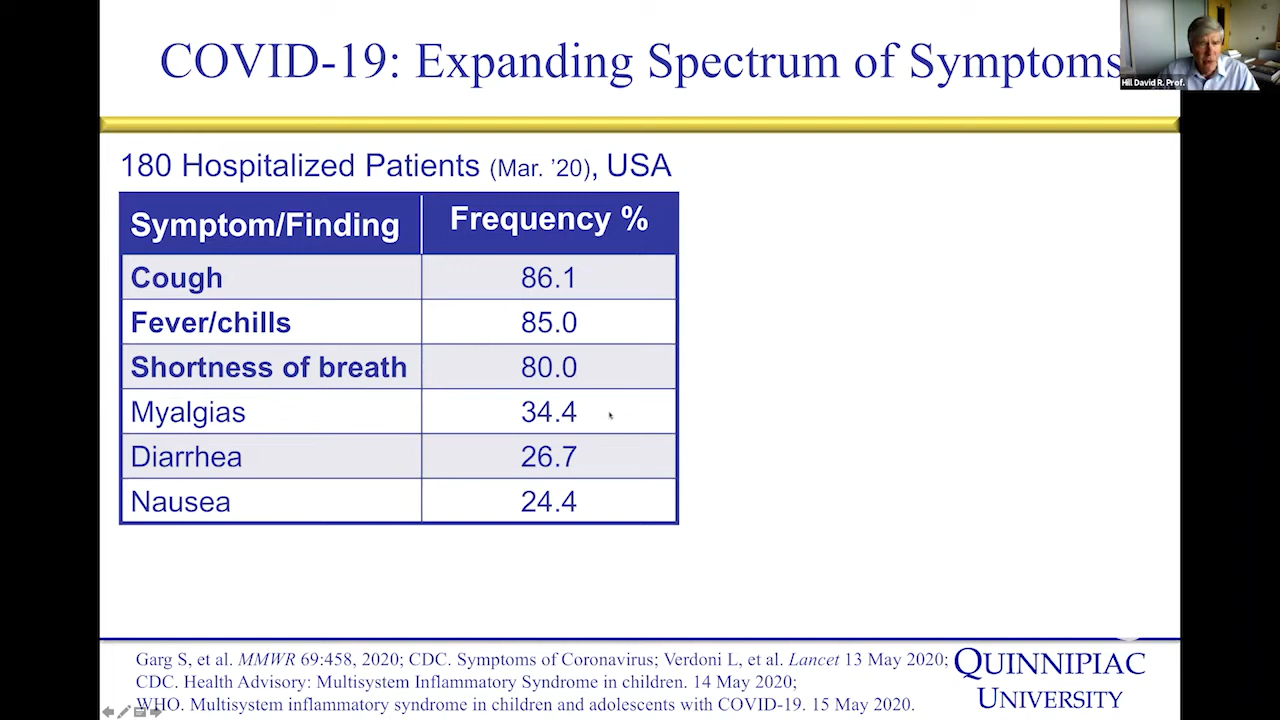 COVID-19: Expanding Spectrum of Symptoms
Hill David R. Prof.
180 Hospitalized Patients (Mar. ’20), USA
Symptom/Finding Frequency %
Cough 86.1
Fever/chills 85.0
Shortness of breath 80.0
Myalgias 34.4
Diarrhea 26.7
Nausea 24.4
Garg S, et al. MMWR 69:458, 2020; CDC. Symptoms of Coronavirus; Verdoni L, et al. Lancet 13 May 2020;
CDC. Health Advisory: Multisystem Inflammatory Syndrome in children. 14 May 2020;
WHO. Multisystem inflammatory syndrome in children and adolescents with COVID-19. 15 May 2020.
QUINNIPIAC
UNIVERSITY